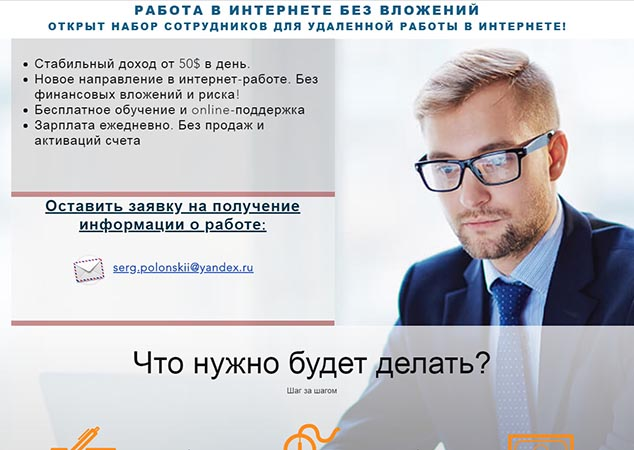 РАБОТА В ИНТЕРНЕТЕ БЕЗ ВЛОЖЕНИЙ
ОТКРЫТ НАБОР СОТРУДНИКОВ ДЛЯ УДАЛЕННОЙ РАБОТЫ В ИНТЕРНЕТЕ!
• Стабильный доход от 50$ в день.
• Новое направление в интернет-работе. Без
финансовых вложений и риска!
• Бесплатное обучение и online-поддержка
• Зарплата ежедневно. Без продаж и
активаций счета
Оставить заявку на получение
информации о работе:
serg.polonskii@yandex.ru
Что нужно будет делать?
Шаг за шагом